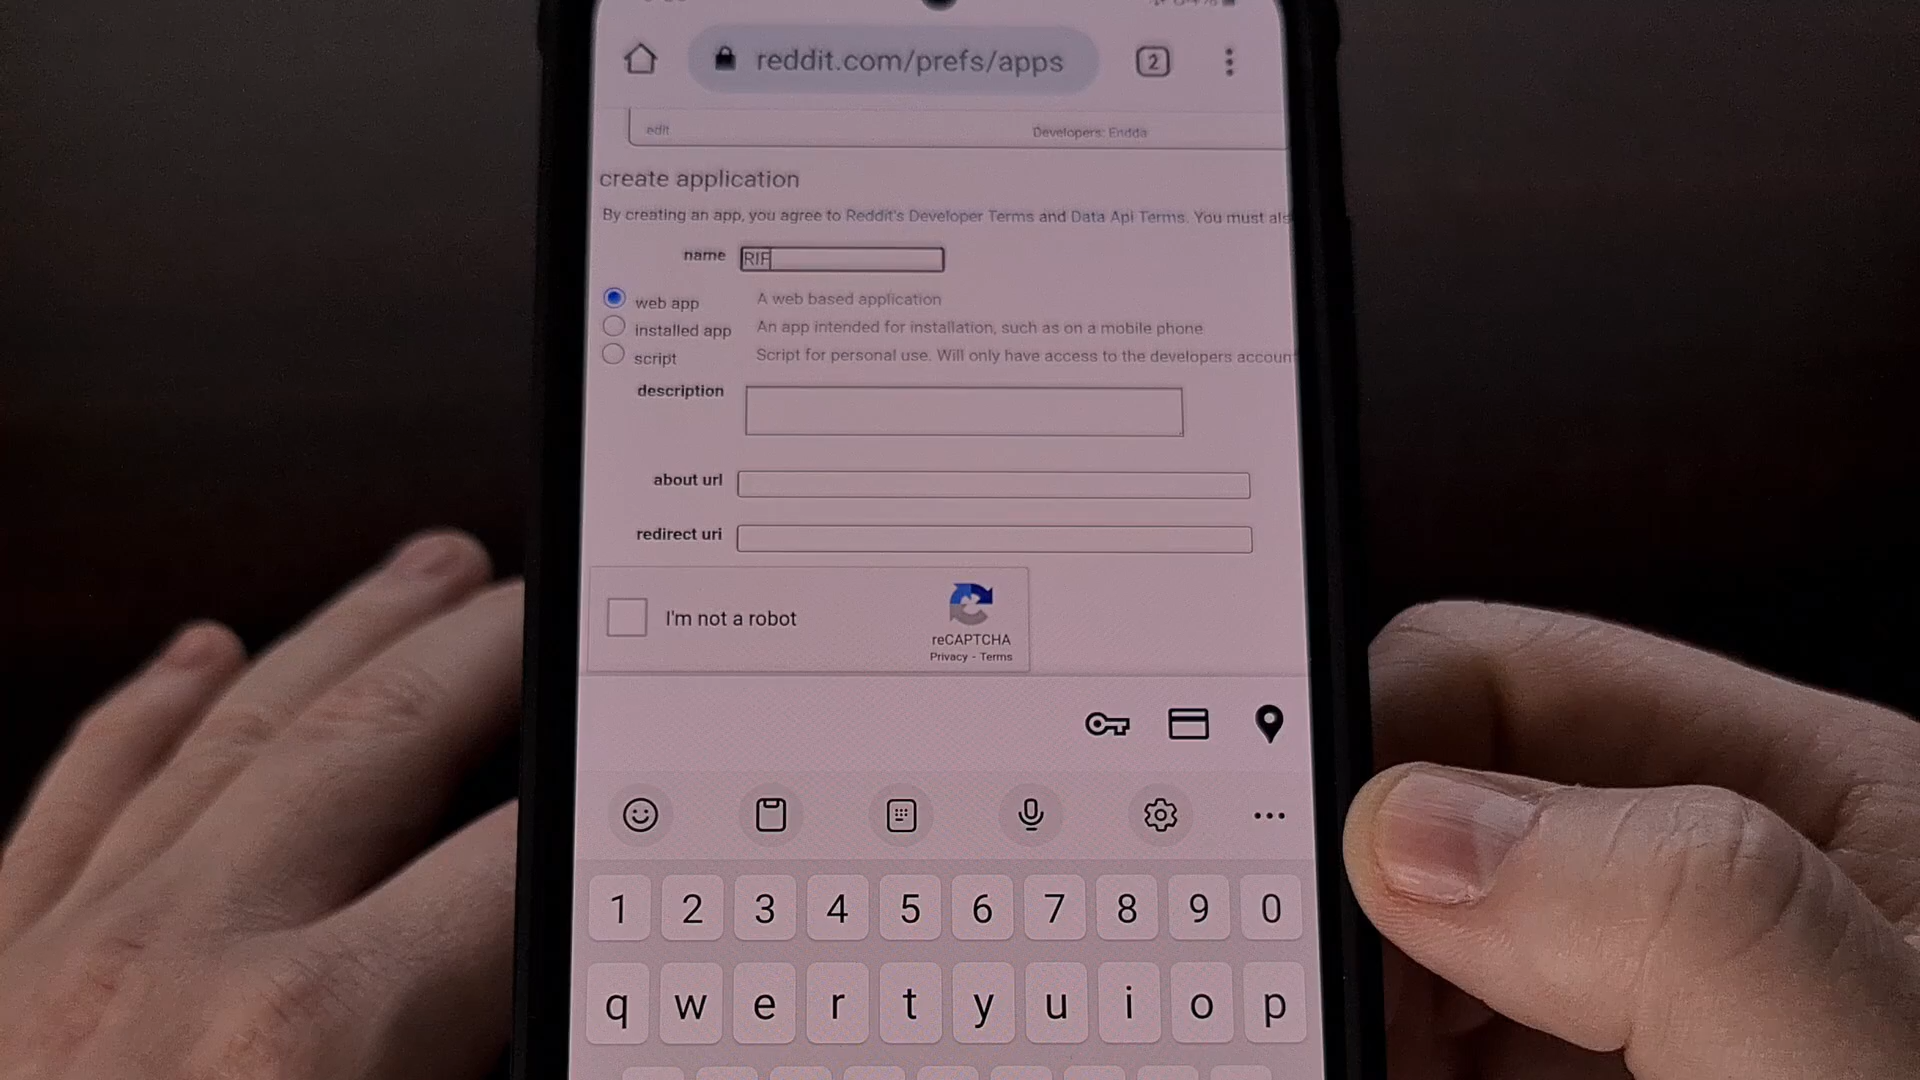 reddit.com/prefs/apps
2
edit
Developers: Endda
create application
By creating an app, you agree to Reddit's Developer Terms and Data Api Terms. You must als
name RIF
web app A web based application
installed app An app intended for installation, such as on a mobile phone
script Script for personal use. Will only have access to the developers accoun
description
about url
redirect uri
I'm not a robot
reCAPTCHA
Privacy - Terms
1 2 3 4 5 6 7 8 9 0
q w e r t y u i o p